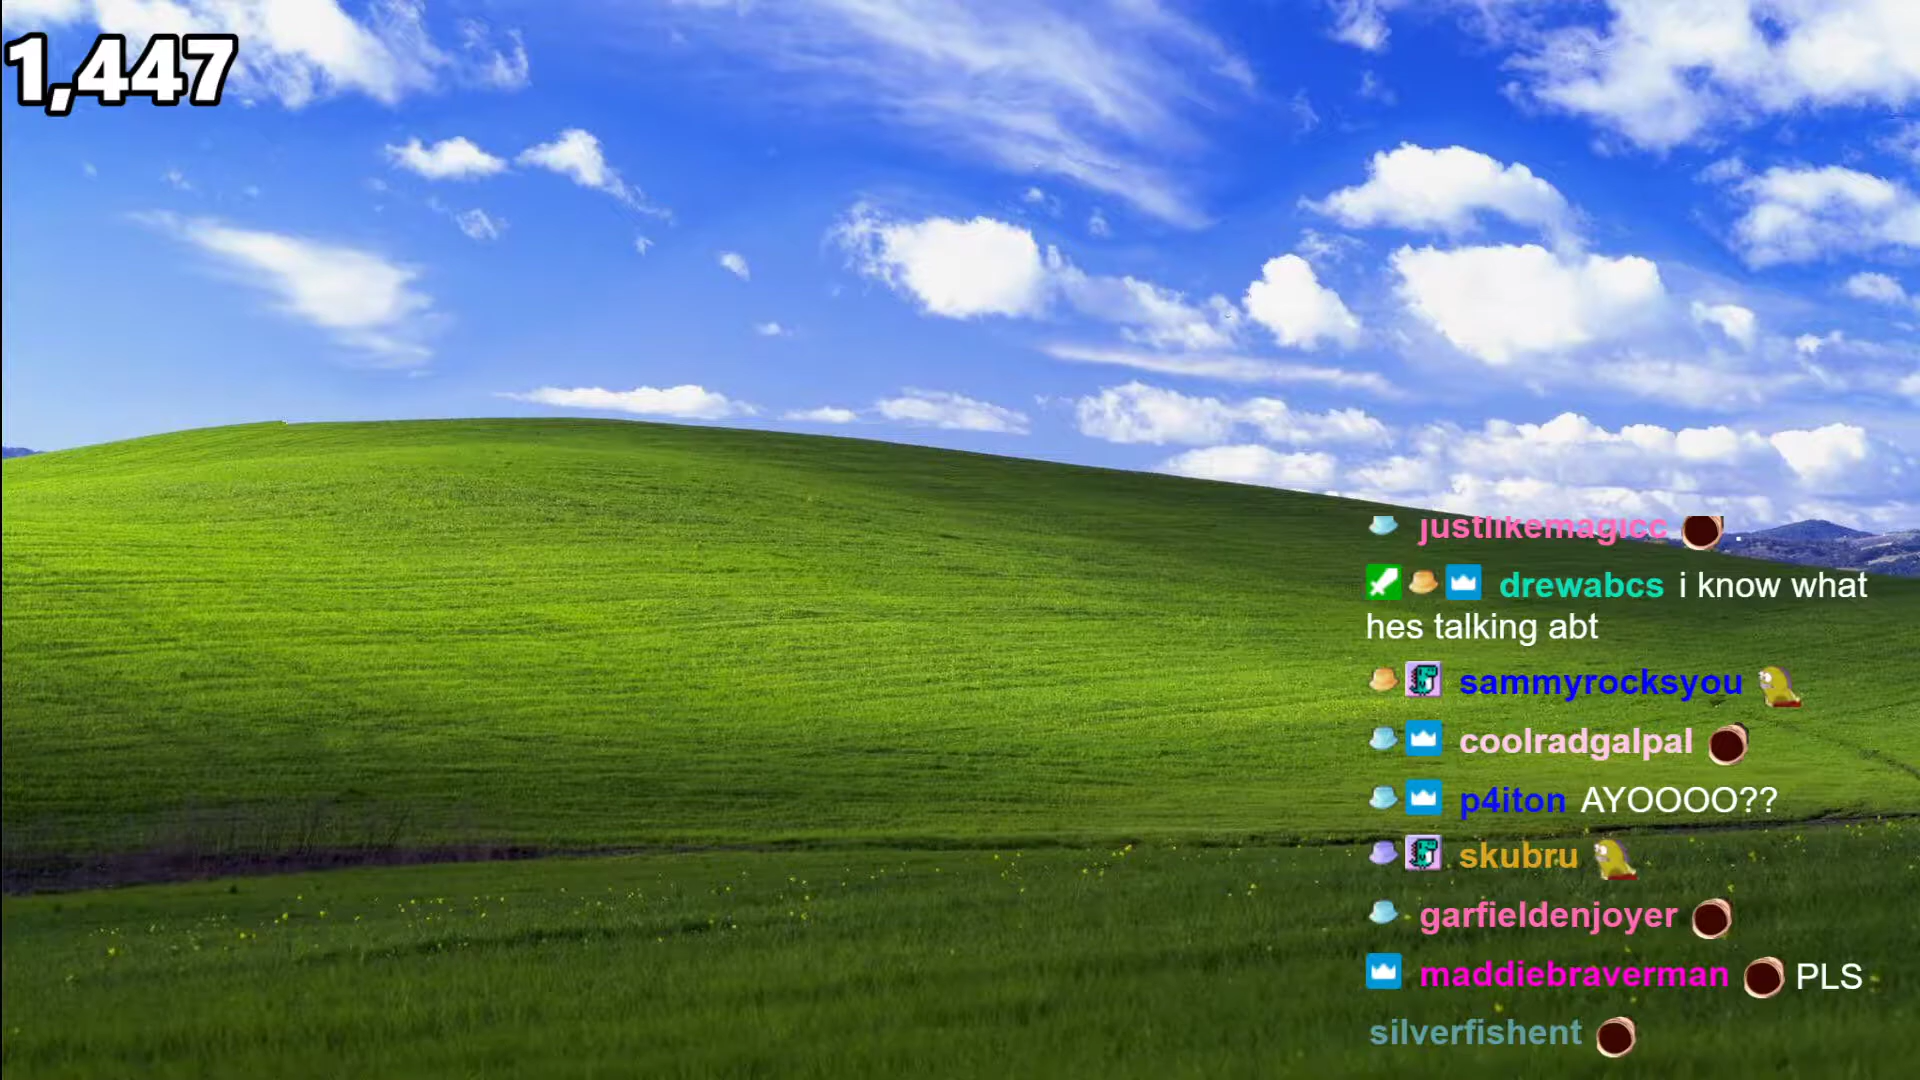 1,447
justlikemagicc .
drewabcs i know what
hes talking abt
sammyrocksyou
coolradgalpal
p4iton AYOOOO??
skubru
garfieldenjoyer
maddiebraverman PLS
silverfishent